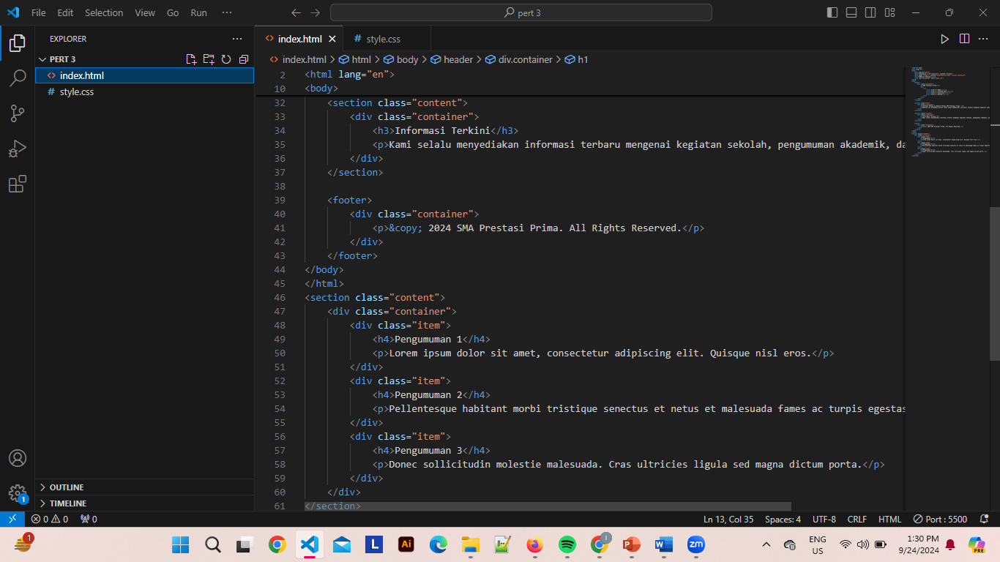 File Edit Selection View Go Run ··· pert 3
EXPLORER ···
PERT 3
index.html
style.css
OUTLINE
TIMELINE
index.html # style.css
index.html > html > body > header > div.container > h1
2 <html lang="en">
10 <body>
32 <section class="content">
33 <div class="container">
34 <h3>Informasi Terkini</h3>
35 <p>Kami selalu menyediakan informasi terbaru mengenai kegiatan sekolah, pengumuman akademik, da
36 </div>
37 </section>
38
39 <footer>
40 <div class="container">
41 <p>&copy; 2024 SMA Prestasi Prima. All Rights Reserved.</p>
42 </div>
43 </footer>
44 </body>
45 </html>
46 <section class="content">
47 <div class="container">
48 <div class="item">
49 <h4>Pengumuman 1</h4>
50 <p>Lorem ipsum dolor sit amet, consectetur adipiscing elit. Quisque nisl eros.</p>
51 </div>
52 <div class="item">
53 <h4>Pengumuman 2</h4>
54 <p>Pellentesque habitant morbi tristique senectus et netus et malesuada fames ac turpis egestas
55 </div>
56 <div class="item">
57 <h4>Pengumuman 3</h4>
58 <p>Donec sollicitudin molestie malesuada. Cras ultricies ligula sed magna dictum porta.</p>
59 </div>
60 </div>
61 </section>
1
0 0 0 Ln 13, Col 35 Spaces: 4 UTF-8 CRLF HTML Port : 5500
1 L Ai zm ENG US 1:30 PM 9/24/2024 PRE